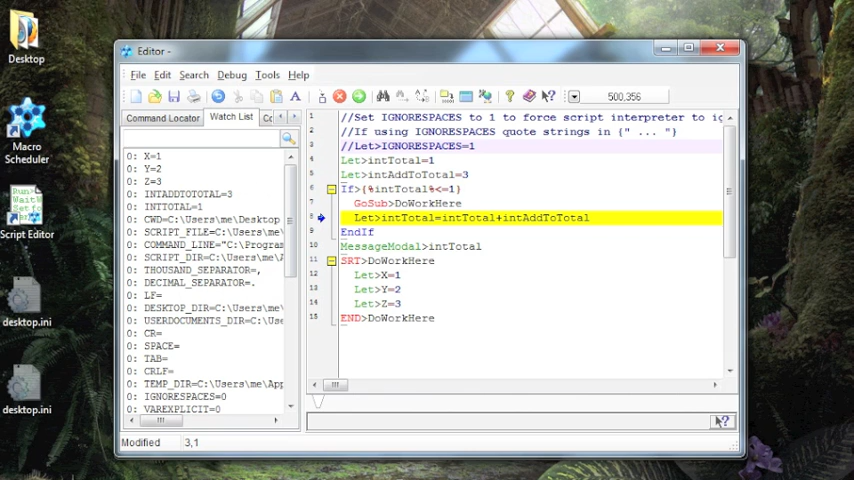 Desktop
Macro
Scheduler
Script Editor
desktop.ini
desktop.ini
Editor -
File Edit Search Debug Tools Help
500,356
Command Locator Watch List Co
0: X=1
0: Y=2
0: Z=3
0: INTADDTOTOTAL=3
0: INTTOTAL=1
0: CWD=C:\Users\me\Desktop
0: SCRIPT_FILE=C:\Users\me
0: COMMAND_LINE="C:\Progra
0: SCRIPT_DIR=C:\Users\me\
0: THOUSAND_SEPARATOR=,
0: DECIMAL_SEPARATOR=.
0: LF=
0: DESKTOP_DIR=C:\Users\me
0: USERDOCUMENTS_DIR=C:\Use
0: CR=
0: SPACE=
0: TAB=
0: CRLF=
0: TEMP_DIR=C:\Users\me\App
0: IGNORESPACES=0
0: VAREXPLICIT=0
1 //Set IGNORESPACES to 1 to force script interpreter to ig
2 //If using IGNORESPACES quote strings in {" ... "}
3 //Let>IGNORESPACES=1
4 Let>intTotal=1
5 Let>intAddToTotal=3
6 If>{%intTotal%<=1}
7 GoSub>DoWorkHere
8 Let>intTotal=intTotal+intAddToTotal
9 EndIf
10 MessageModal>intTotal
11 SRT>DoWorkHere
12 Let>X=1
13 Let>Y=2
14 Let>Z=3
15 END>DoWorkHere
Modified 3,1